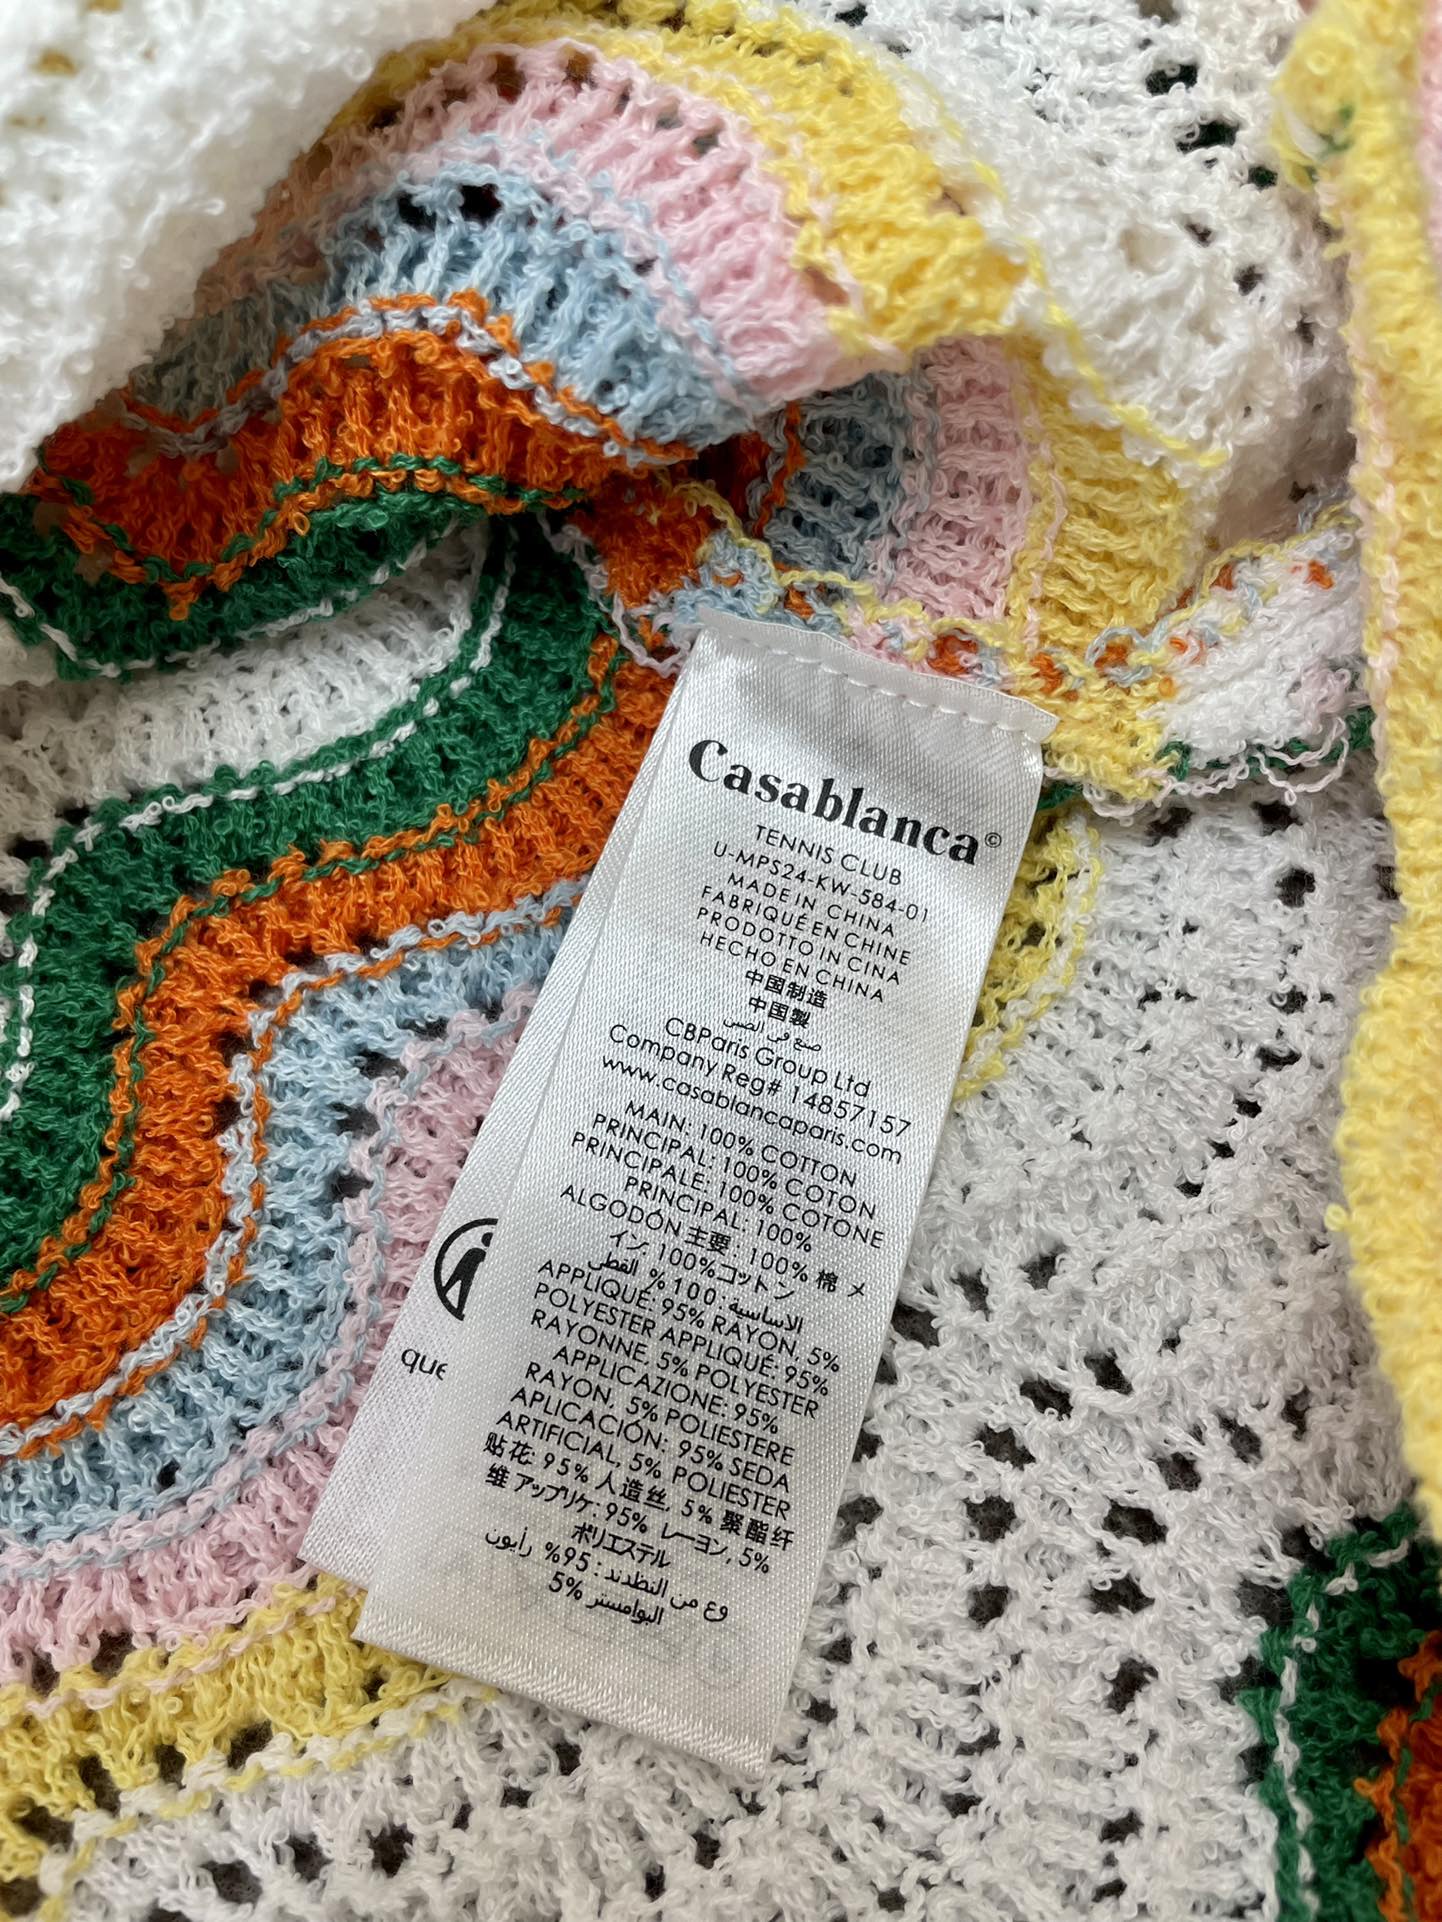 Casablanca©
TENNIS CLUB
U-MPS24-KW-584-01
MADE IN CHINA
FABRIQUÉ EN CHINE
PRODOTTO IN CINA
HECHO EN CHINA
中国制造
中国製
صنع في الصين
CBParis Group Ltd
Company Reg# 14857157
www.casablancaparis.com
MAIN: 100% COTTON
PRINCIPAL: 100% COTON
PRINCIPALE: 100% COTONE
PRINCIPAL: 100%
ALGODÓN 主要: 100% 棉 メ
イン: 100%コットン
الاساسية: 100 % القطن
APPLIQUE: 95% RAYON, 5%
POLYESTER APPLIQUÉ: 95%
RAYONNE, 5% POLYESTER
APPLICAZIONE: 95%
RAYON, 5% POLIESTERE
APLICACIÓN: 95% SEDA
ARTIFICIAL, 5% POLIESTER
贴花: 95% 人造丝, 5% 聚酯纤
维 アップリケ: 95% レーヨン, 5%
ポリエステル
95% رايون
5%
que